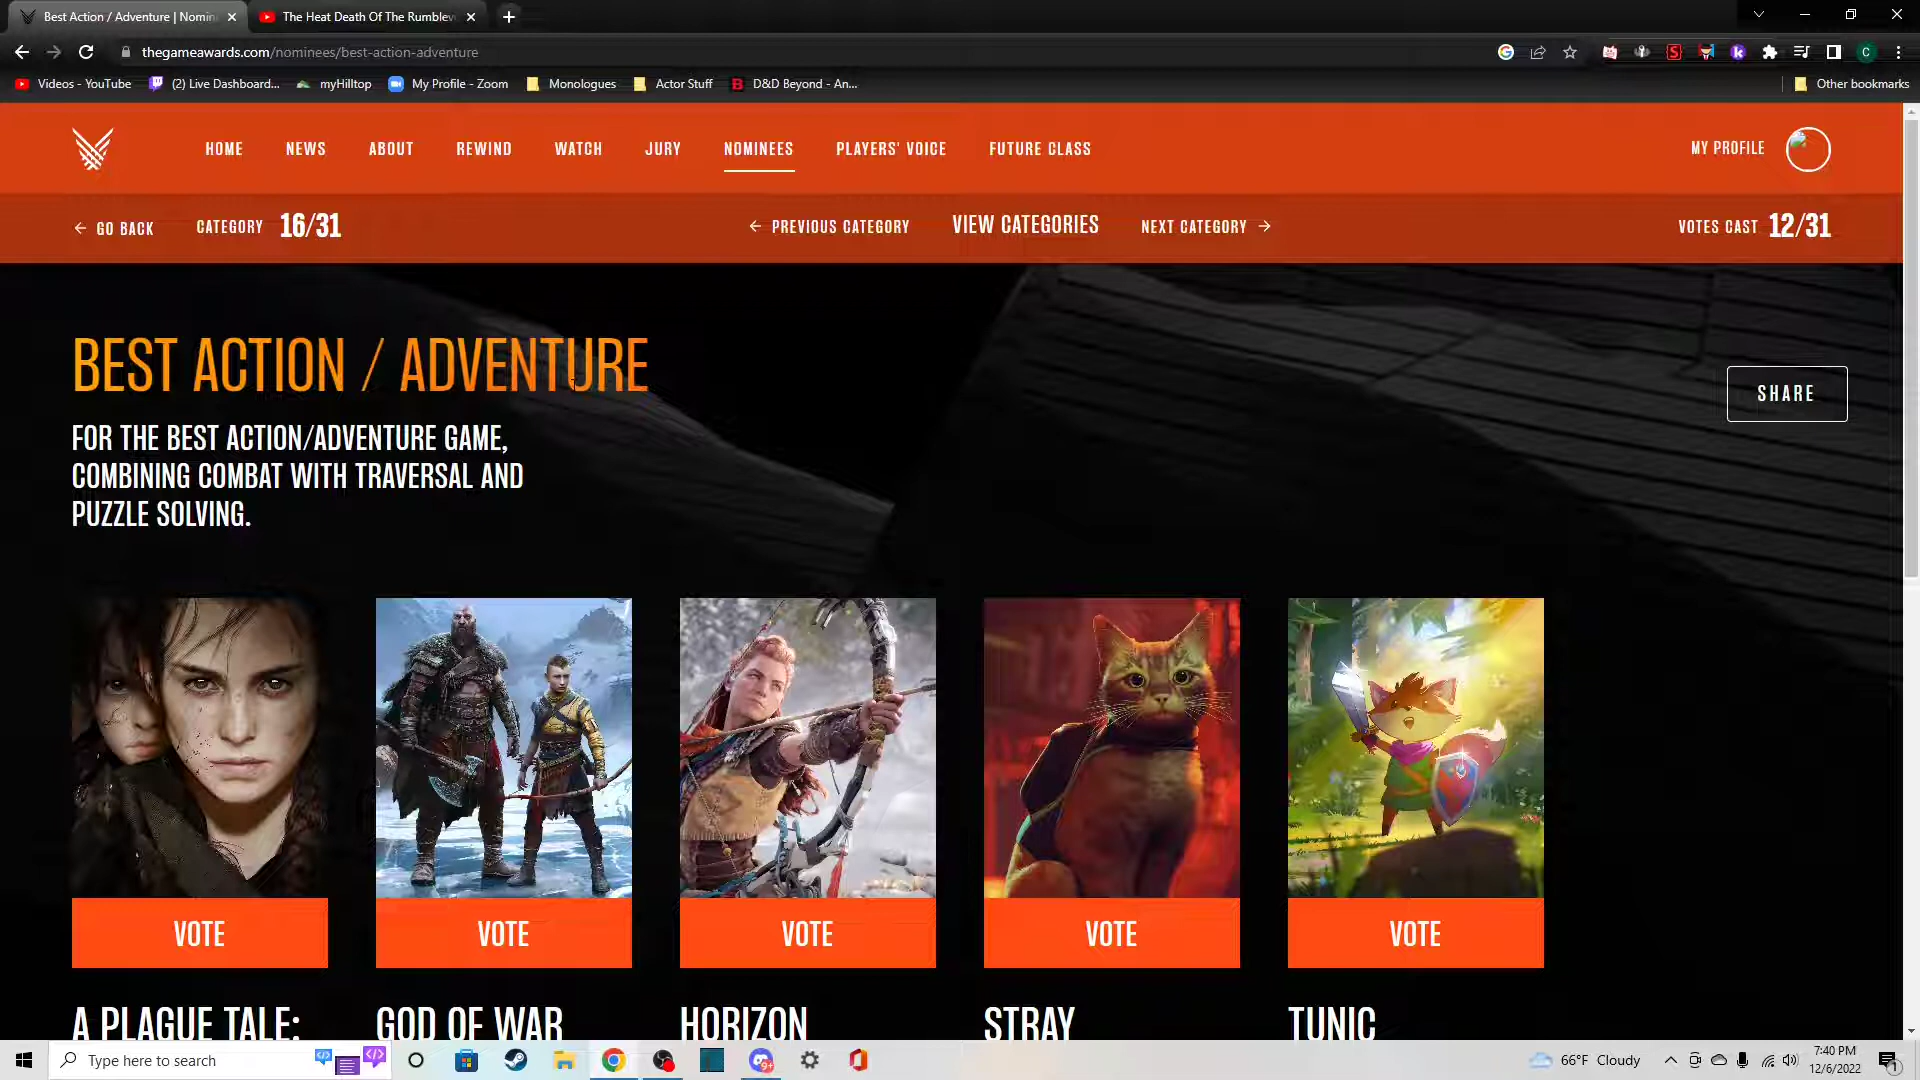 Best Action / Adventure | Nomin
The Heat Death Of The Rumblev
thegameawards.com/nominees/best-action-adventure
Videos - YouTube
(2) Live Dashboard...
myHilltop
My Profile - Zoom
Monologues
Actor Stuff
D&D Beyond - An...
Other bookmarks
HOME
NEWS
ABOUT
REWIND
WATCH
JURY
NOMINEES
PLAYERS' VOICE
FUTURE CLASS
MY PROFILE
GO BACK
CATEGORY 16/31
PREVIOUS CATEGORY
VIEW CATEGORIES
NEXT CATEGORY
VOTES CAST 12/31
BEST ACTION / ADVENTURE
SHARE
FOR THE BEST ACTION/ADVENTURE GAME,
COMBINING COMBAT WITH TRAVERSAL AND
PUZZLE SOLVING.
VOTE
VOTE
VOTE
VOTE
VOTE
A PLAGUE TALE:
GOD OF WAR
HORIZON
STRAY
TUNIC
Type here to search
9+
66°F Cloudy
7:40 PM
12/6/2022
1